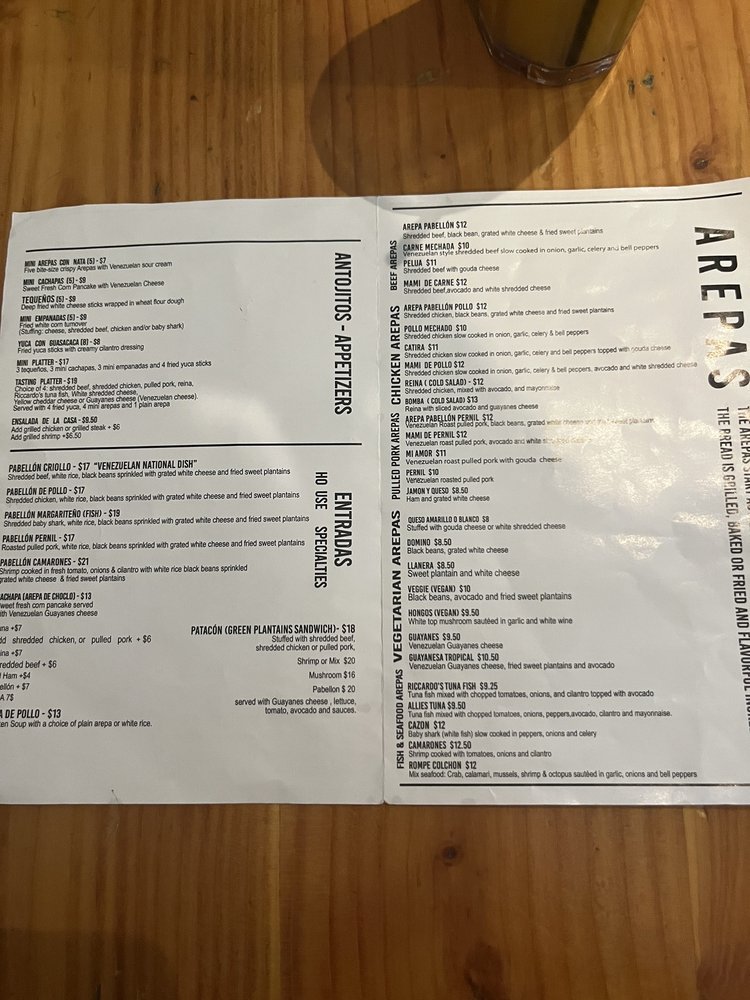 ANTOJITOS - APPETIZERS
MINI AREPAS CON NATA (5) - $7
Five bite-size crispy Arepas with Venezuelan sour cream
MINI CACHAPAS (5) - $9
Sweet Fresh Corn Pancake with Venezuelan Cheese
TEQUEÑOS (5) - $9
Deep fried white cheese sticks wrapped in wheat flour dough
MINI EMPANADAS (5) - $9
Fried white corn turnover
(Stuffing: cheese, shredded beef, chicken and/or baby shark)
YUCA CON GUASACACA (8) - $8
Fried yuca sticks with creamy cilantro dressing
MINI PLATTER - $17
3 tequeños, 3 mini cachapas, 3 mini empanadas and 4 fried yuca sticks
TASTING PLATTER - $19
Choice of 4: shredded beef, shredded chicken, pulled pork, reina,
Riccardo's tuna fish, White shredded cheese,
Yellow cheddar cheese or Guayanes cheese (Venezuelan cheese).
Served with 4 fried yuca, 4 mini arepas and 1 plain arepa
ENSALADA DE LA CASA - $9.50
Add grilled chicken or grilled steak + $6
Add grilled shrimp +$6.50
ENTRADAS
HO USE SPECIALTIES
PABELLÓN CRIOLLO - $17 "VENEZUELAN NATIONAL DISH"
Shredded beef, white rice, black beans sprinkled with grated white cheese and fried sweet plantains
PABELLÓN DE POLLO - $17
Shredded chicken, white rice, black beans sprinkled with grated white cheese and fried sweet plantains
PABELLÓN MARGARITEÑO (FISH) - $19
Shredded baby shark, white rice, black beans sprinkled with grated white cheese and fried sweet plantains
PABELLÓN PERNIL - $17
Roasted pulled pork, white rice, black beans sprinkled with grated white cheese and fried sweet plantains
PABELLÓN CAMARONES - $21
Shrimp cooked in fresh tomato, onions & cilantro with white rice black beans sprinkled
grated white cheese & fried sweet plantains
ACHAPA (AREPA DE CHOCLO) - $13
weet fresh corn pancake served
ith Venezuelan Guayanes cheese
una +$7
dd shredded chicken, or pulled pork + $6
ina +$7
redded beef + $6
Ham +$4
ellón + $7
A 7$
A DE POLLO - $13
ken Soup with a choice of plain arepa or white rice.
PATACÓN (GREEN PLANTAINS SANDWICH)- $18
Stuffed with shredded beef,
shredded chicken or pulled pork,
Shrimp or Mix $20
Mushroom $16
Pabellon $ 20
served with Guayanes cheese , lettuce,
tomato, avocado and sauces.
AREPAS
THE BREAD IS GRILLED, BAKED OR FRIED AND FLAVORFUL
BEEF AREPAS
AREPA PABELLÓN $12
Shredded beef, black bean, grated white cheese & fried sweet plantains
CARNE MECHADA $10
Venezuelan style shredded beef slow cooked in onion, garlic, celery and bell peppers
PELUA $11
Shredded beef with gouda cheese
MAMI DE CARNE $12
Shredded beef,avocado and white shredded cheese
CHICKEN AREPAS
AREPA PABELLÓN POLLO $12
Shredded chicken, black beans, grated white cheese and fried sweet plantains
POLLO MECHADO $10
Shredded chicken slow cooked in onion, garlic, celery & bell peppers
CATIRA $11
Shredded chicken slow cooked in onion, garlic, celery and bell peppers topped with gouda cheese
MAMI DE POLLO $12
Shredded chicken slow cooked in onion, garlic, celery & bell peppers, avocado and white shredded cheese
REINA ( COLD SALAD) - $12
Shredded chicken, mixed with avocado, and mayonnaise
BOMBA ( COLD SALAD) $13
Reina with sliced avocado and guayanes cheese
PULLED PORK AREPAS
AREPA PABELLÓN PERNIL $12
Venezuelan Roast pulled pork, black beans, grated white cheese and fried sweet plantains
MAMI DE PERNIL $12
Venezuelan roast pulled pork, avocado and white shredded cheese
MI AMOR $11
Venezuelan roast pulled pork with gouda cheese
PERNIL $10
Venezuelan roasted pulled pork
JAMON Y QUESO $8.50
Ham and grated white cheese
VEGETARIAN AREPAS
QUESO AMARILLO O BLANCO $8
Stuffed with gouda cheese or white shredded cheese
DOMINO $8.50
Black beans, grated white cheese
LLANERA $8.50
Sweet plantain and white cheese
VEGGIE (VEGAN) $10
Black beans, avocado and fried sweet plantains
HONGOS (VEGAN) $9.50
White top mushroom sautéed in garlic and white wine
GUAYANES $9.50
Venezuelan Guayanes cheese
GUAYANESA TROPICAL $10.50
Venezuelan Guayanes cheese, fried sweet plantains and avocado
FISH & SEAFOOD AREPAS
RICCARDO'S TUNA FISH $9.25
Tuna fish mixed with chopped tomatoes, onions, and cilantro topped with avocado
ALLIES TUNA $9.50
Tuna fish mixed with chopped tomatoes, onions, peppers,avocado, cilantro and mayonnaise.
CAZON $12
Baby shark (white fish) slow cooked in peppers, onions and celery
CAMARONES $12.50
Shrimp cooked with tomatoes, onions and cilantro
ROMPE COLCHON $12
Mix seafood: Crab, calamari, mussels, shrimp & octopus sautéed in garlic, onions and bell peppers